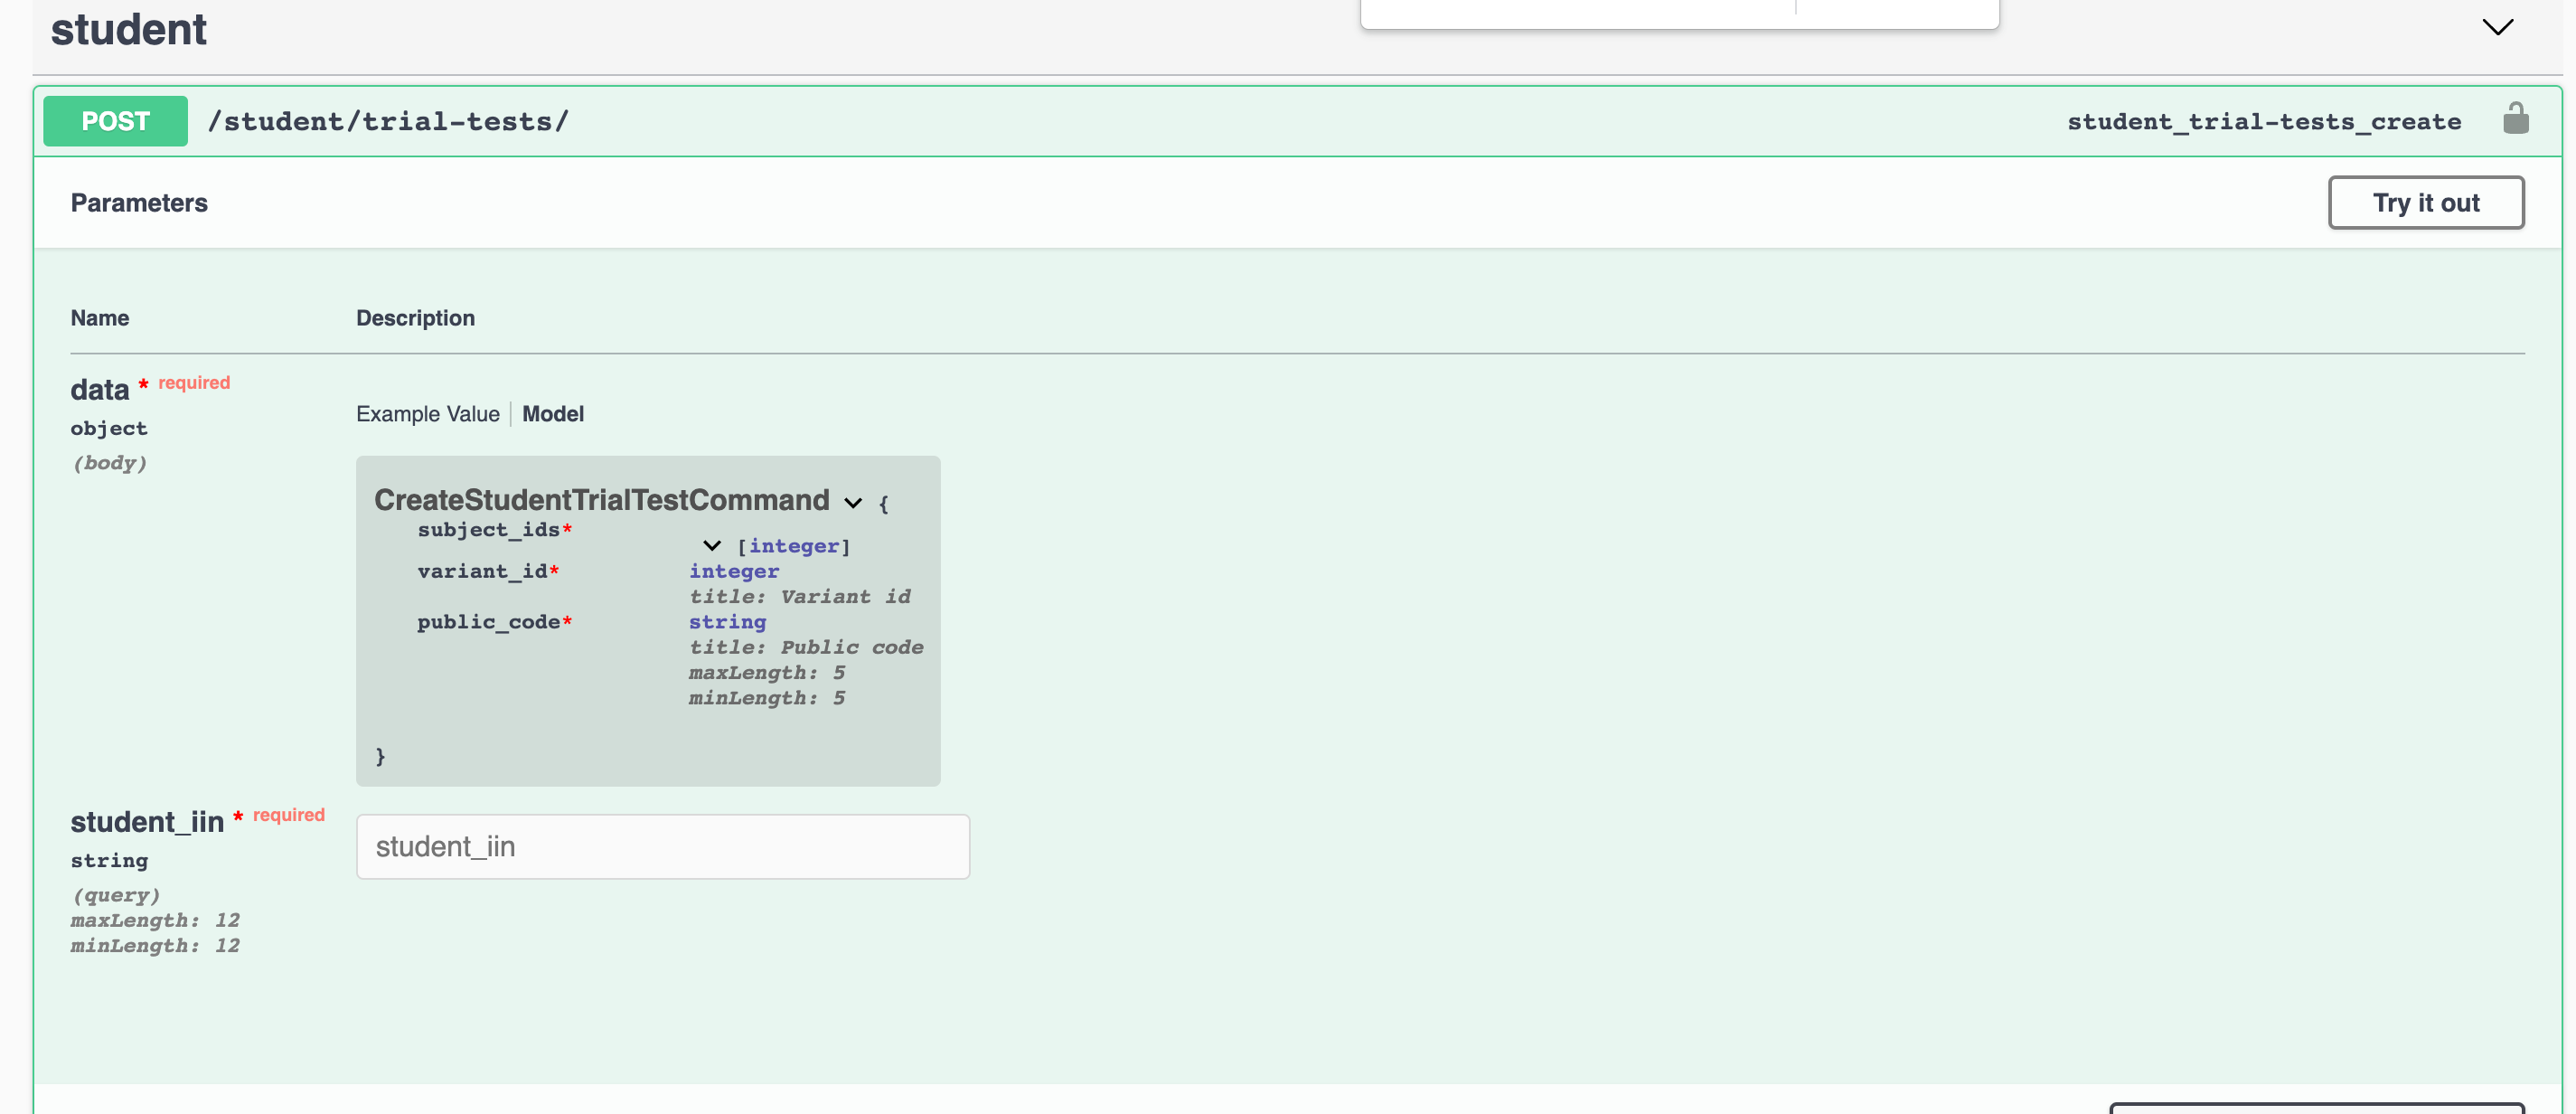 student
POST /student/trial-tests/ student_trial-tests_create
Parameters Try it out
Name Description
data * required
object
(body)
Example Value Model
CreateStudentTrialTestCommand {
subject_ids* [integer]
variant_id* integer
title: Variant id
public_code* string
title: Public code
maxLength: 5
minLength: 5
}
student_iin * required
string
(query)
maxLength: 12
minLength: 12
student_iin